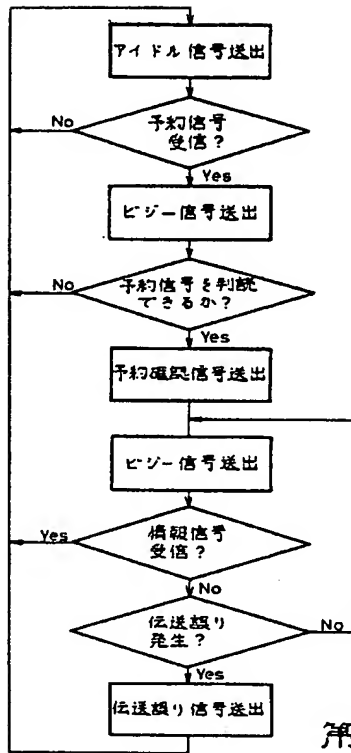 アイドル信号送出
No
予約信号
受信?
Yes
ビジー信号送出
No
予約信号を判読
できるか?
Yes
予約確認信号送出
ビジー信号送出
Yes
情報信号
受信?
No
伝送誤り
発生?
No
Yes
伝送誤り信号送出
第